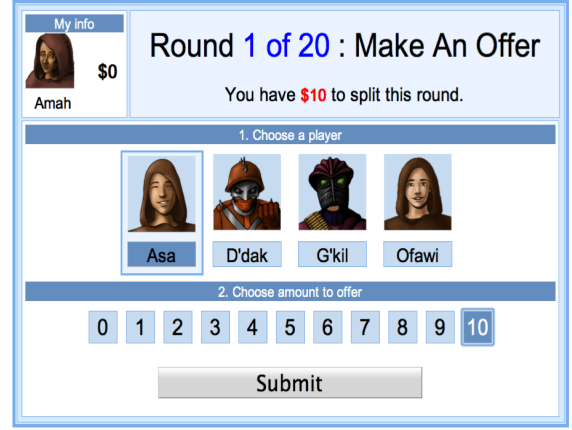 My info
$0
Amah
Round 1 of 20 : Make An Offer
You have $10 to split this round.
1. Choose a player
Asa D'dak G'kil Ofawi
2. Choose amount to offer
0 1 2 3 4 5 6 7 8 9 10
Submit